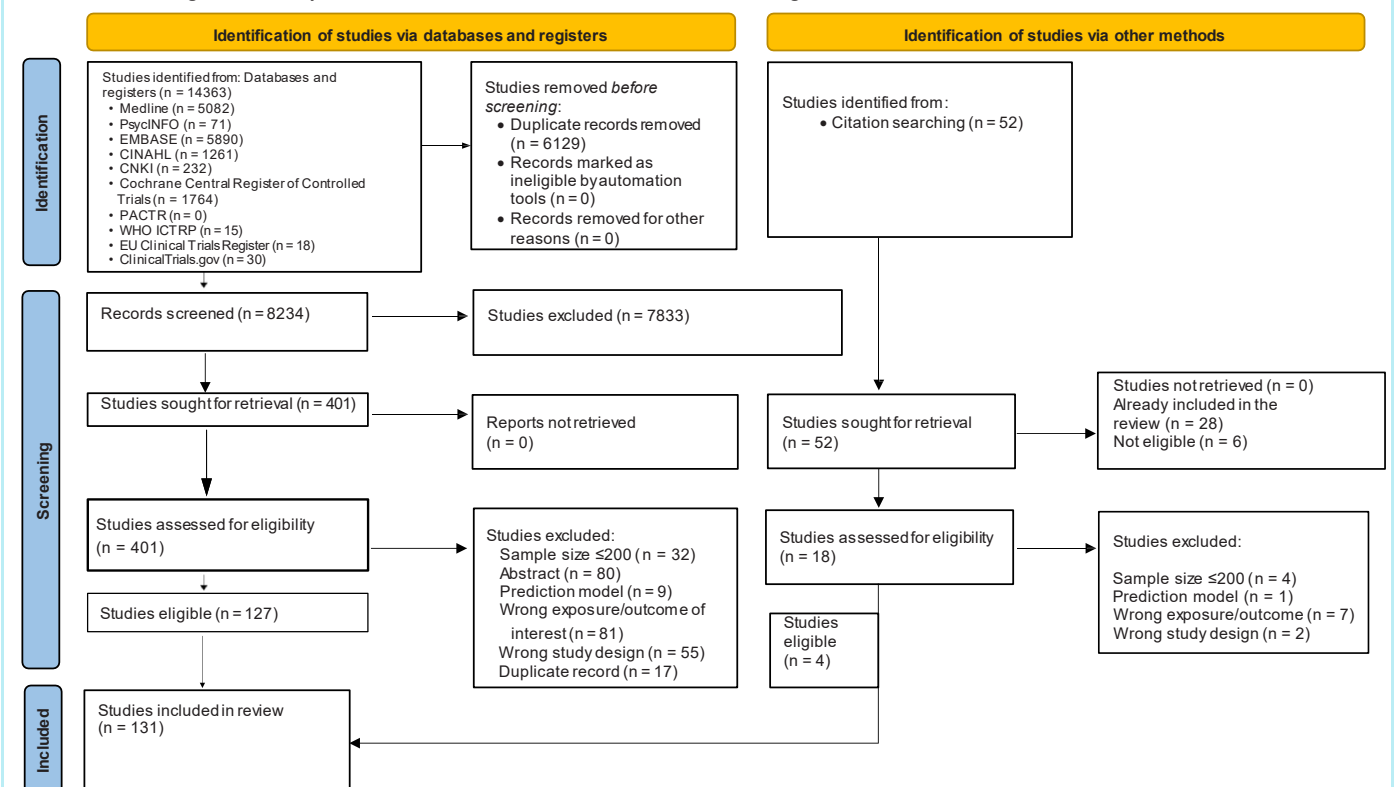 Identification of studies via databases and registers
Identification of studies via other methods
Identification
Studies identified from: Databases and
registers (n = 14363)
• Medline (n = 5082)
• PsycINFO (n = 71)
• EMBASE (n = 5890)
• CINAHL (n = 1261)
• CNKI (n = 232)
• Cochrane Central Register of Controlled
Trials (n = 1764)
• PACTR (n = 0)
• WHO ICTRP (n = 15)
• EU Clinical Trials Register (n = 18)
• ClinicalTrials.gov (n = 30)
Studies removed before
screening:
• Duplicate records removed
(n = 6129)
• Records marked as
ineligible by automation
tools (n = 0)
• Records removed for other
reasons (n = 0)
Studies identified from:
• Citation searching (n = 52)
Screening
Records screened (n = 8234)
Studies excluded (n = 7833)
Studies sought for retrieval (n = 401)
Reports not retrieved
(n = 0)
Studies sought for retrieval
(n = 52)
Studies not retrieved (n = 0)
Already included in the
review (n = 28)
Not eligible (n = 6)
Studies assessed for eligibility
(n = 401)
Studies excluded:
Sample size ≤200 (n = 32)
Abstract (n = 80)
Prediction model (n = 9)
Wrong exposure/outcome of
interest (n = 81)
Wrong study design (n = 55)
Duplicate record (n = 17)
Studies assessed for eligibility
(n = 18)
Studies excluded:
Sample size ≤200 (n = 4)
Prediction model (n = 1)
Wrong exposure/outcome (n = 7)
Wrong study design (n = 2)
Studies eligible (n = 127)
Studies
eligible
(n = 4)
Included
Studies included in review
(n = 131)